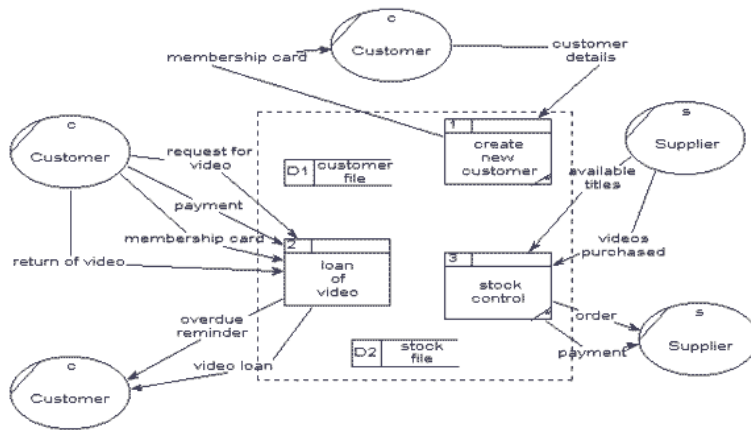 c
Customer
membership card
customer
details
c
Customer
request for
video
payment
membership card
return of video
D1
customer
file
1
create
new
customer
s
Supplier
available
titles
videos
purchased
2
loan
of
video
3
stock
control
order
payment
s
Supplier
overdue
reminder
video loan
D2
stock
file
c
Customer